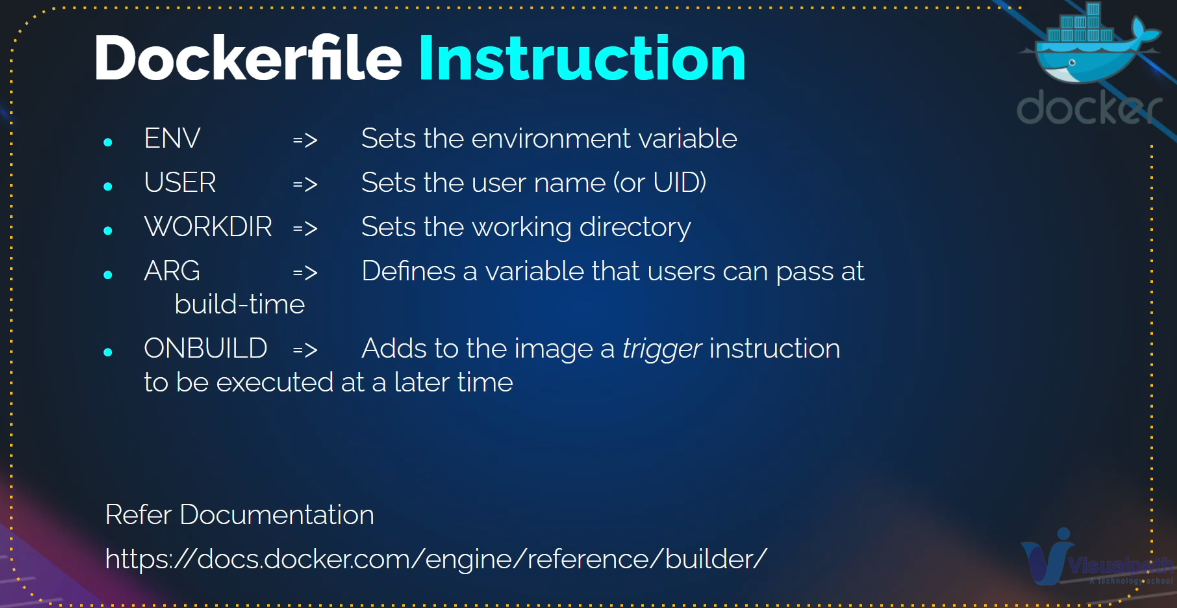 Dockerfile Instruction
docker
• ENV => Sets the environment variable
• USER => Sets the user name (or UID)
• WORKDIR => Sets the working directory
• ARG => Defines a variable that users can pass at
build-time
• ONBUILD => Adds to the image a trigger instruction
to be executed at a later time
Refer Documentation
https://docs.docker.com/engine/reference/builder/
A technology school